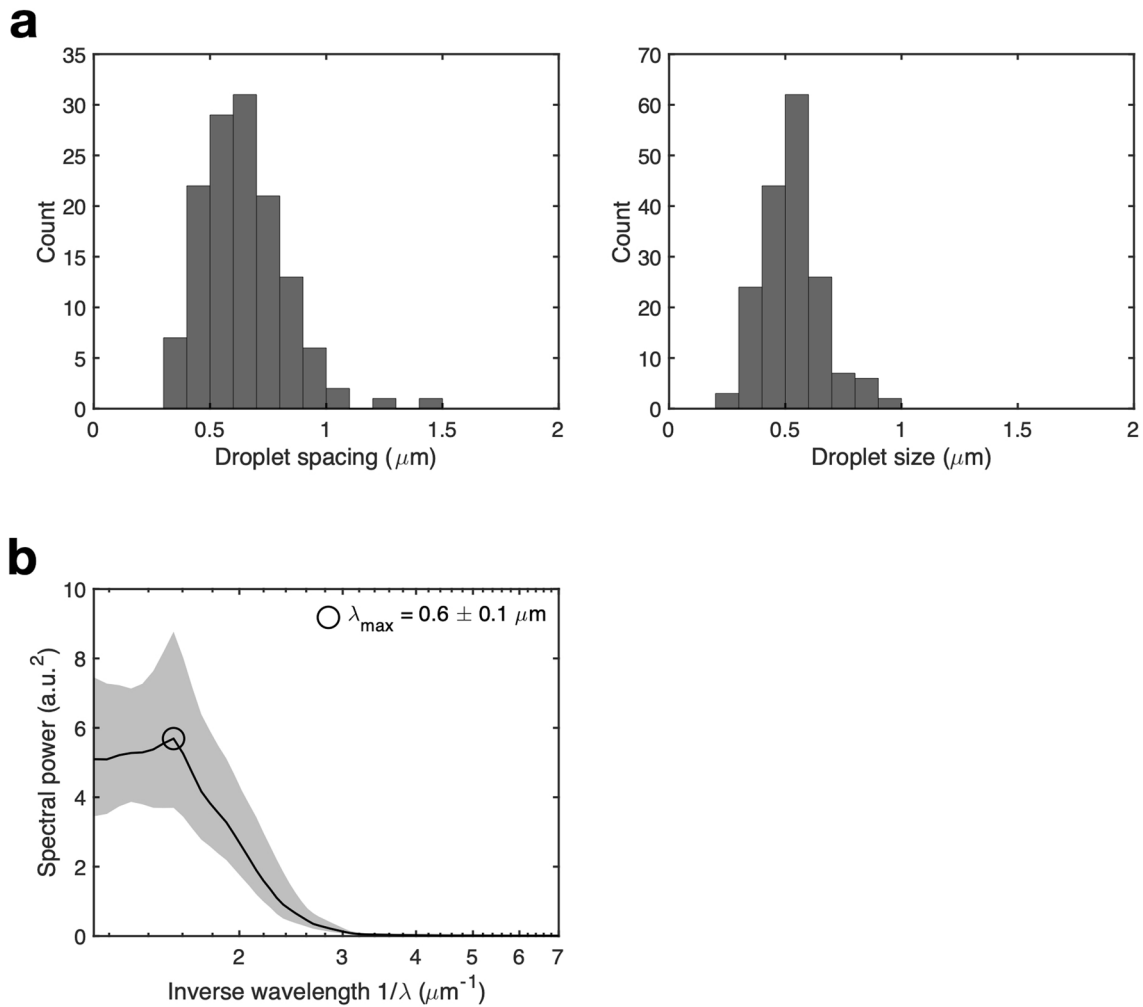 a
35
30
25
20
15
10
5
0
Count
0 0.5 1 1.5 2
Droplet spacing (μm)
70
60
50
40
30
20
10
0
Count
0 0.5 1 1.5 2
Droplet size (μm)
b
10
8
6
4
2
0
Spectral power (a.u.²)
λmax = 0.6 ± 0.1 μm
2 3 4 5 6 7
Inverse wavelength 1/λ (μm⁻¹)